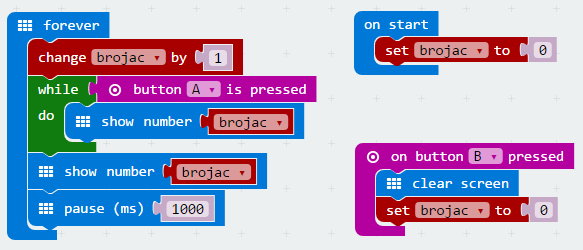 forever
change brojac by 1
while button A is pressed
do show number brojac
show number brojac
pause (ms) 1000
on start
set brojac to 0
on button B pressed
clear screen
set brojac to 0